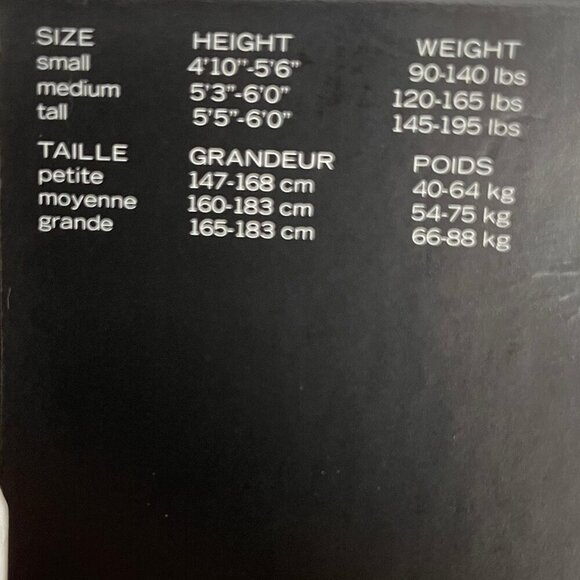 SIZE HEIGHT WEIGHT
small 4'10"-5'6" 90-140 lbs
medium 5'3"-6'0" 120-165 lbs
tall 5'5"-6'0" 145-195 lbs
TAILLE GRANDEUR POIDS
petite 147-168 cm 40-64 kg
moyenne 160-183 cm 54-75 kg
grande 165-183 cm 66-88 kg